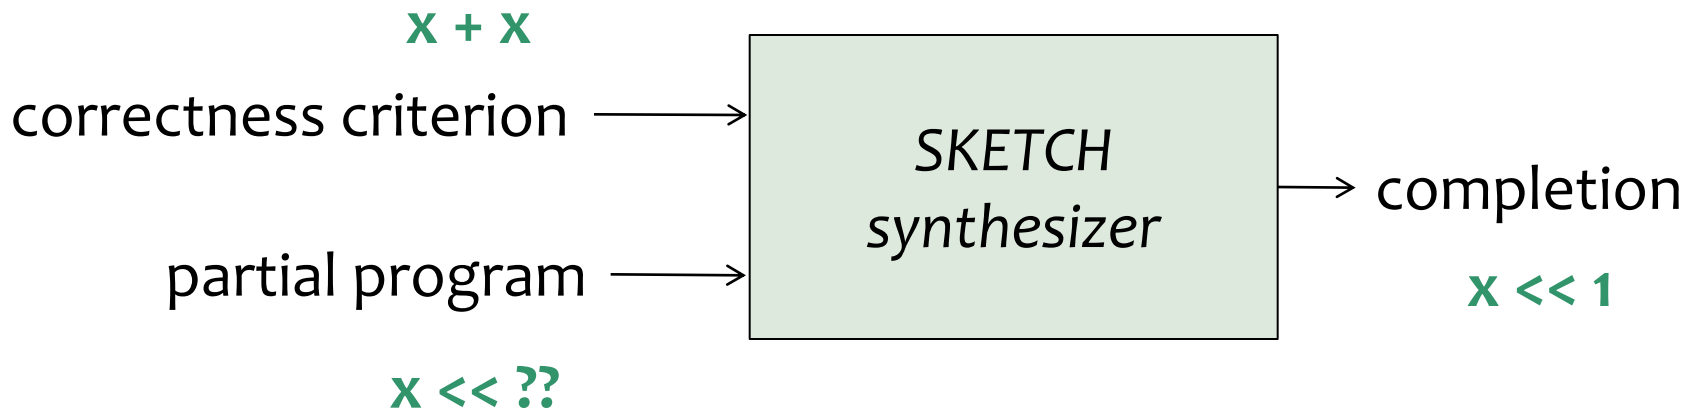 x + x
correctness criterion
partial program
x << ??
SKETCH
synthesizer
completion
x << 1